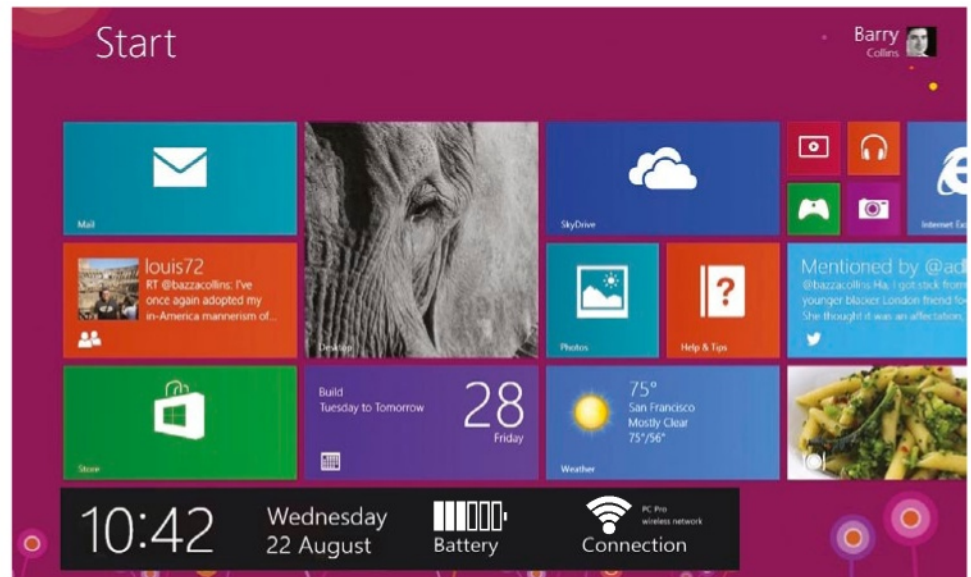 Start
Barry
Collins
Mail
Desktop
SkyDrive
Internet Exp
louis72
RT @bazzacollins: I've
once again adopted my
in-America mannerism of...
Photos
Help & Tips
Mentioned by @ad
@bazzacollins Ha, I got stick from
younger blacker London friend fo
She thought it was an affectation,
Store
Build
Tuesday to Tomorrow
28
Friday
75°
San Francisco
Mostly Clear
75°/56°
Weather
10:42
Wednesday
22 August
Battery
PC Pro
wireless network
Connection